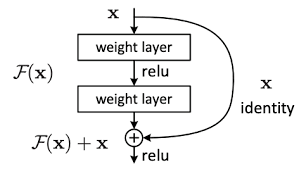 x
weight layer
F(x)
relu
x
weight layer
identity
F(x) + x
+
relu